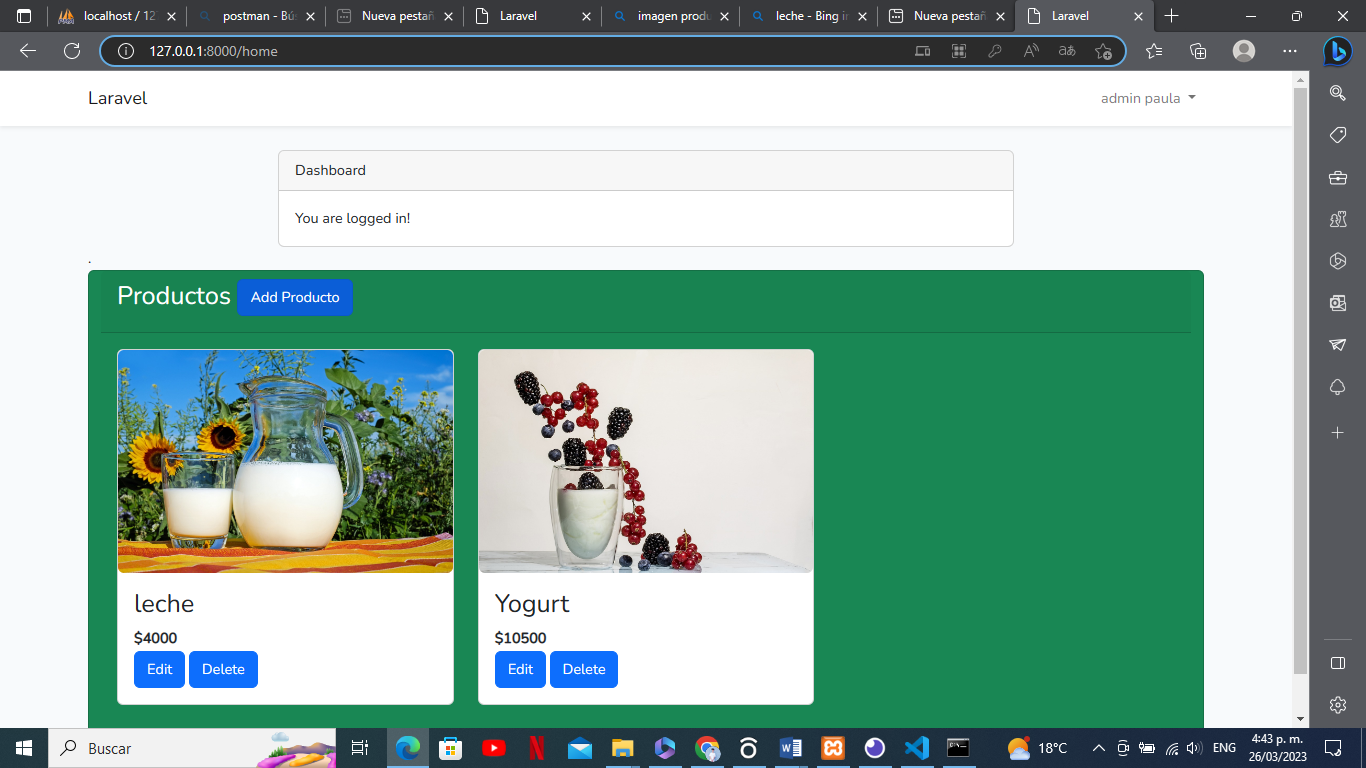 localhost / 12
postman - Bús
Nueva pestañ
Laravel
imagen produ
leche - Bing in
Nueva pestañ
Laravel
127.0.0.1:8000/home
Laravel
admin paula
Dashboard
You are logged in!
.
Productos Add Producto
leche
$4000
Edit Delete
Yogurt
$10500
Edit Delete
Buscar
18°C
ENG
4:43 p. m.
26/03/2023